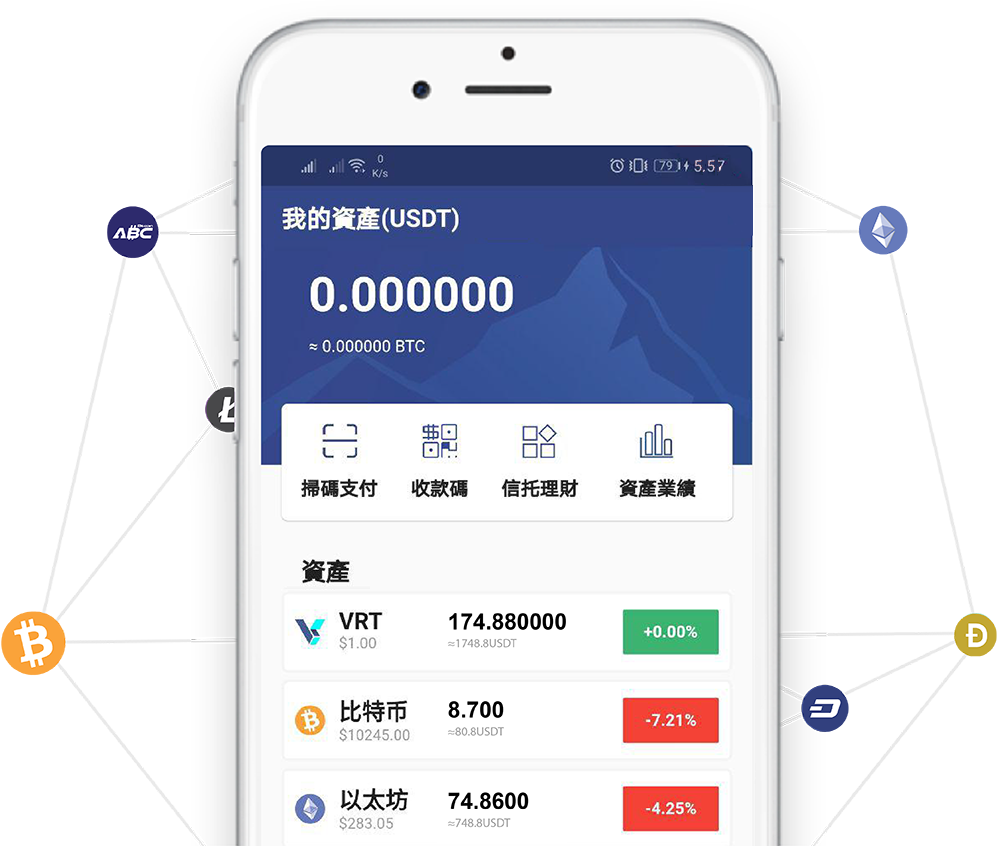 0
K/s
79
5.57
我的資產(USDT)
0.000000
≈ 0.000000 BTC
掃碼支付 收款碼 信托理財 資產業績
資產
VRT 174.880000 +0.00%
$1.00 ≈1748.8USDT
比特币 8.700 -7.21%
$10245.00 ≈80.8USDT
以太坊 74.8600 -4.25%
$283.05 ≈748.8USDT
ABC